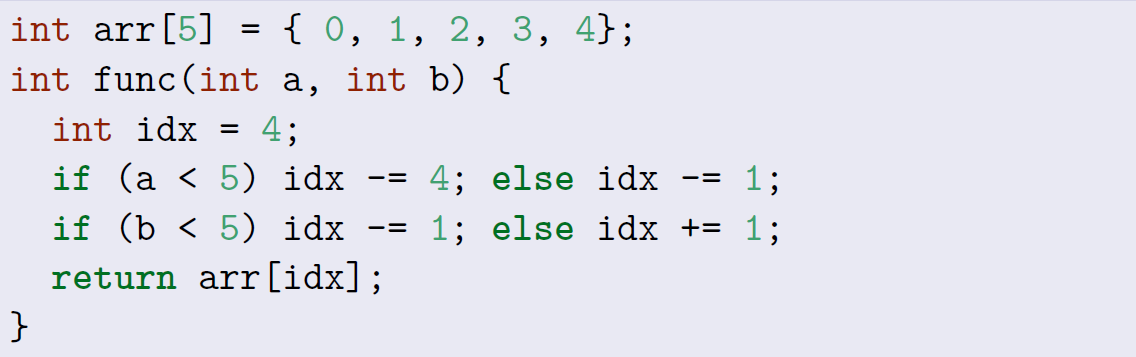 int arr[5] = { 0, 1, 2, 3, 4};
int func(int a, int b) {
  int idx = 4;
  if (a < 5) idx -= 4; else idx -= 1;
  if (b < 5) idx -= 1; else idx += 1;
  return arr[idx];
}